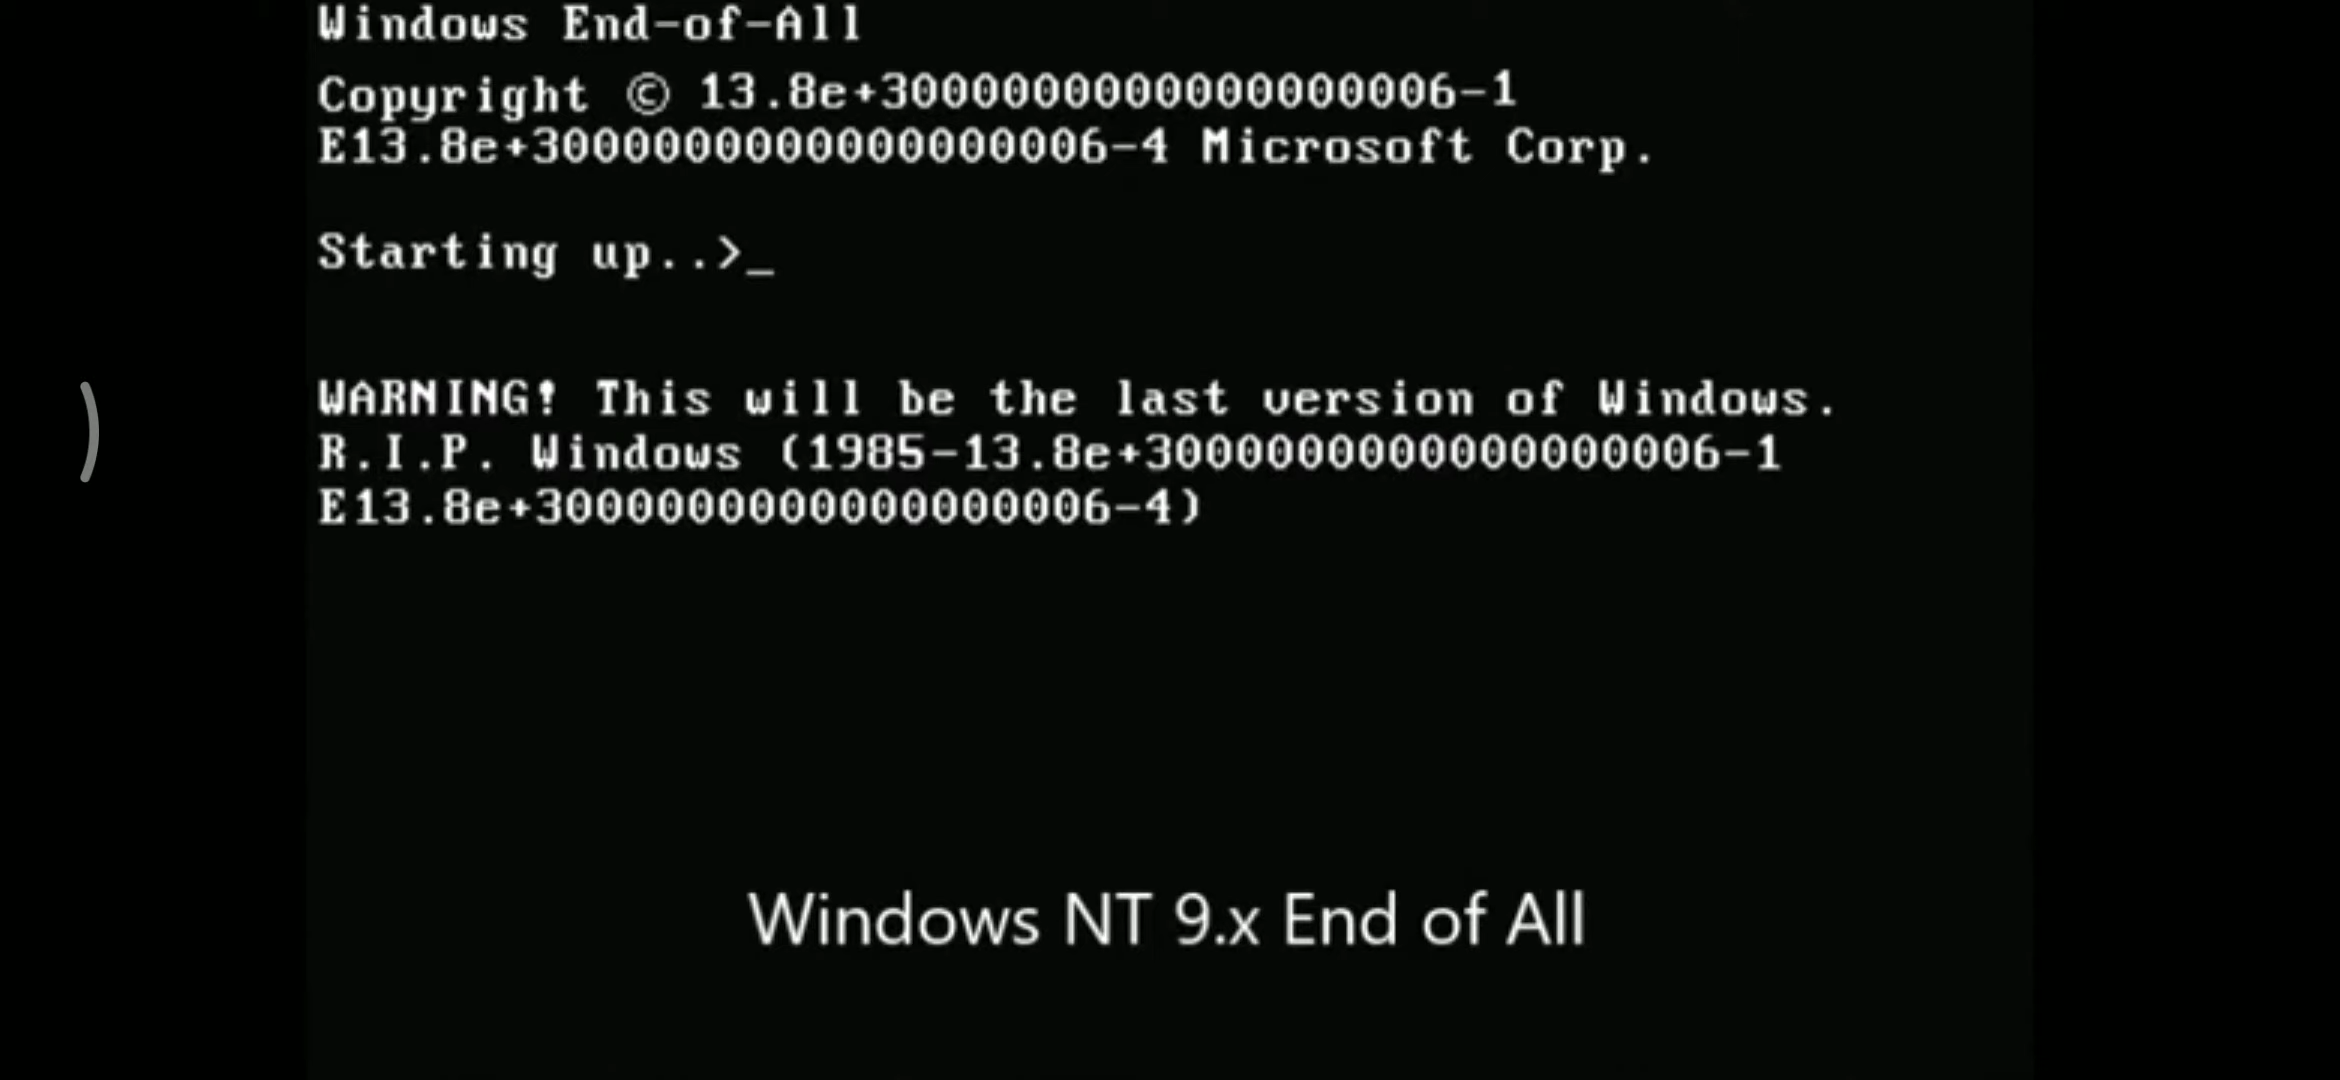 Windows End-of-All
Copyright © 13.8e+3000000000000000006-1
E13.8e+3000000000000000006-4 Microsoft Corp.
Starting up..>_
WARNING! This will be the last version of Windows.
R.I.P. Windows (1985-13.8e+3000000000000000006-1
E13.8e+3000000000000000006-4)
Windows NT 9.x End of All